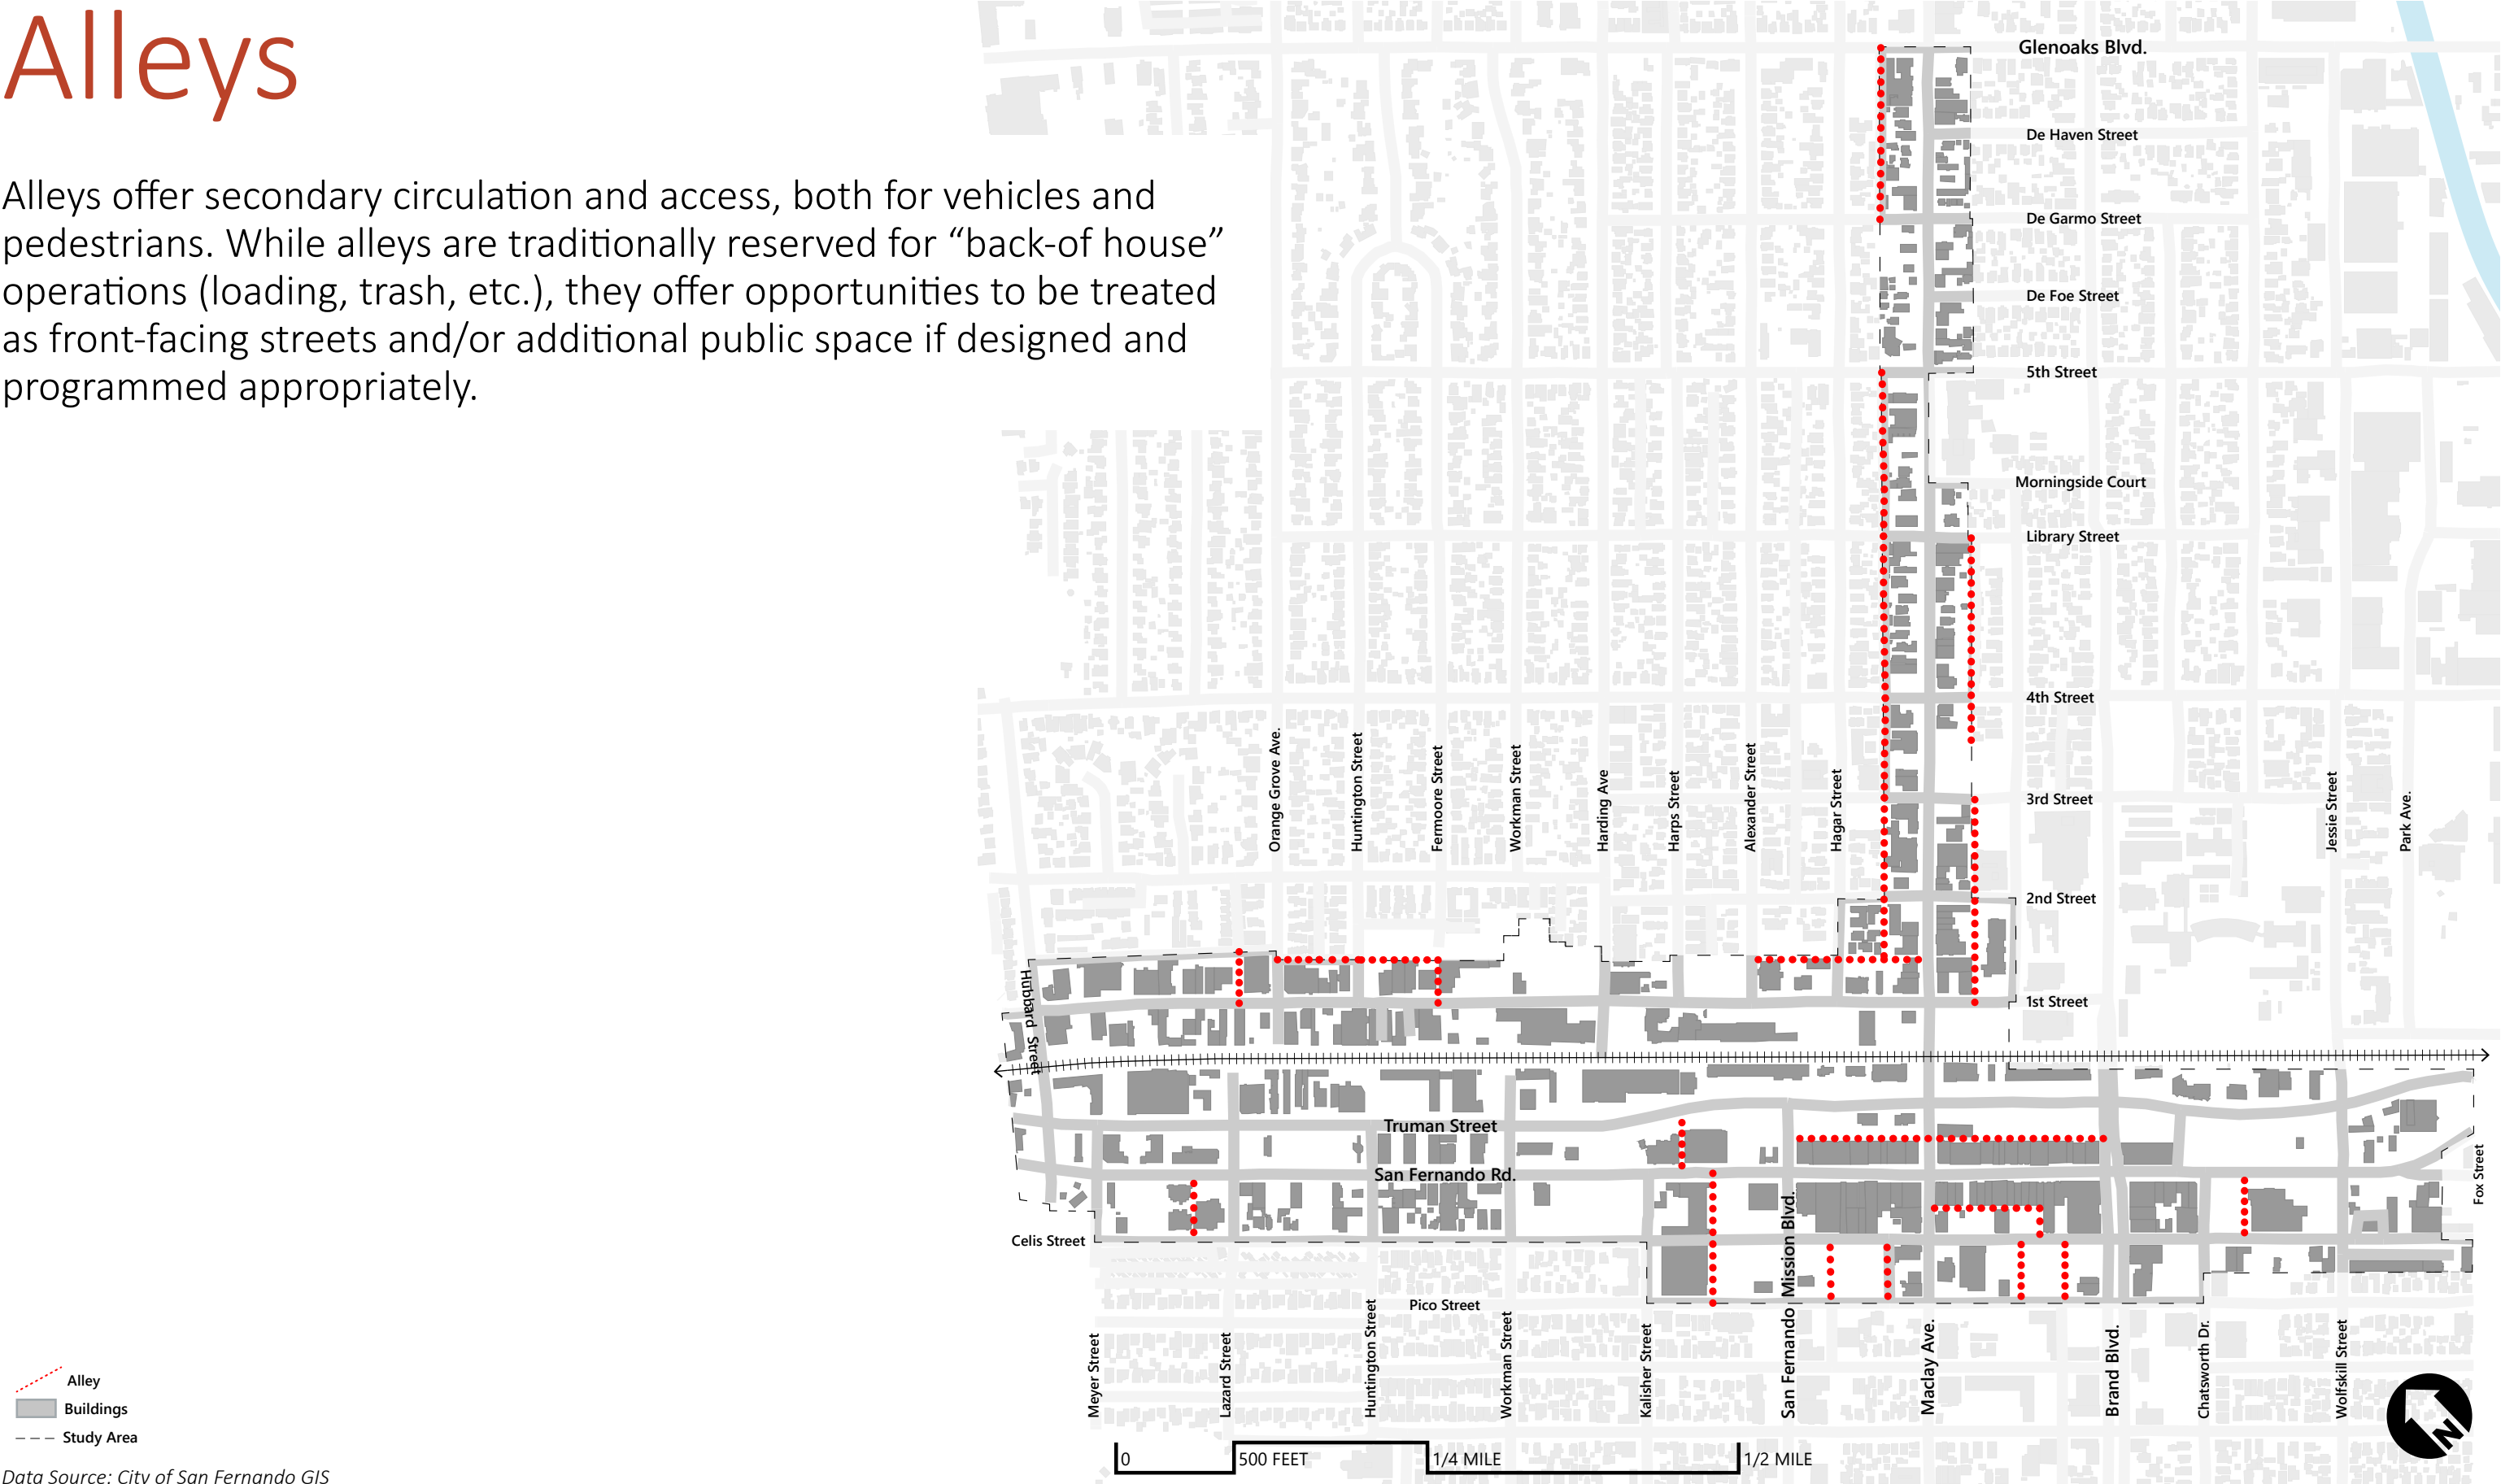 Alleys
Alleys offer secondary circulation and access, both for vehicles and
pedestrians. While alleys are traditionally reserved for “back-of house”
operations (loading, trash, etc.), they offer opportunities to be treated
as front-facing streets and/or additional public space if designed and
programmed appropriately.
Glenoaks Blvd.
De Haven Street
De Garmo Street
De Foe Street
5th Street
Morningside Court
Library Street
4th Street
3rd Street
2nd Street
1st Street
Orange Grove Ave.
Huntington Street
Fermoore Street
Workman Street
Harding Ave
Harps Street
Alexander Street
Hagar Street
Jessie Street
Park Ave.
Hubbard Street
Truman Street
San Fernando Rd.
Celis Street
Pico Street
Fox Street
Meyer Street
Lazard Street
Huntington Street
Workman Street
Kalisher Street
San Fernando Mission Blvd.
Maclay Ave.
Brand Blvd.
Chatsworth Dr.
Wolfskill Street
Alley
Buildings
Study Area
Data Source: City of San Fernando GIS
0
500 FEET
1/4 MILE
1/2 MILE
N